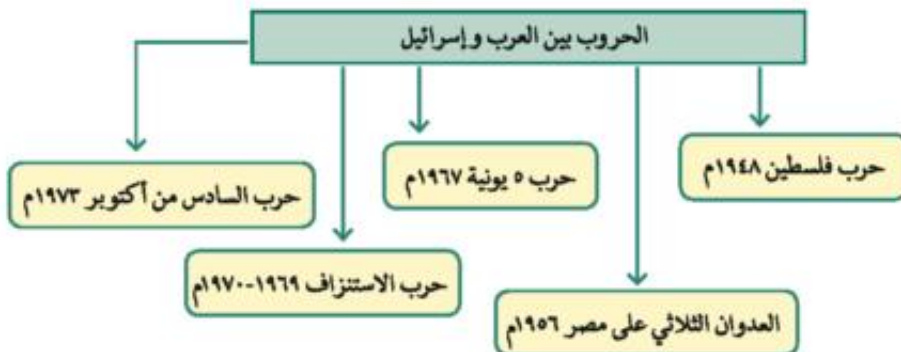 الحروب بين العرب وإسرائيل
حرب فلسطين ١٩٤٨م
العدوان الثلاثي على مصر ١٩٥٦م
حرب ٥ يونية ١٩٦٧م
حرب الاستنزاف ١٩٦٩-١٩٧٠م
حرب السادس من أكتوبر ١٩٧٣م